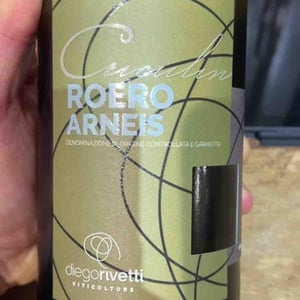 ROERO
ARNEIS
DENOMINAZIONE DI ORIGINE CONTROLLATA E GARANTITA
diegorivetti
VITICOLTORE